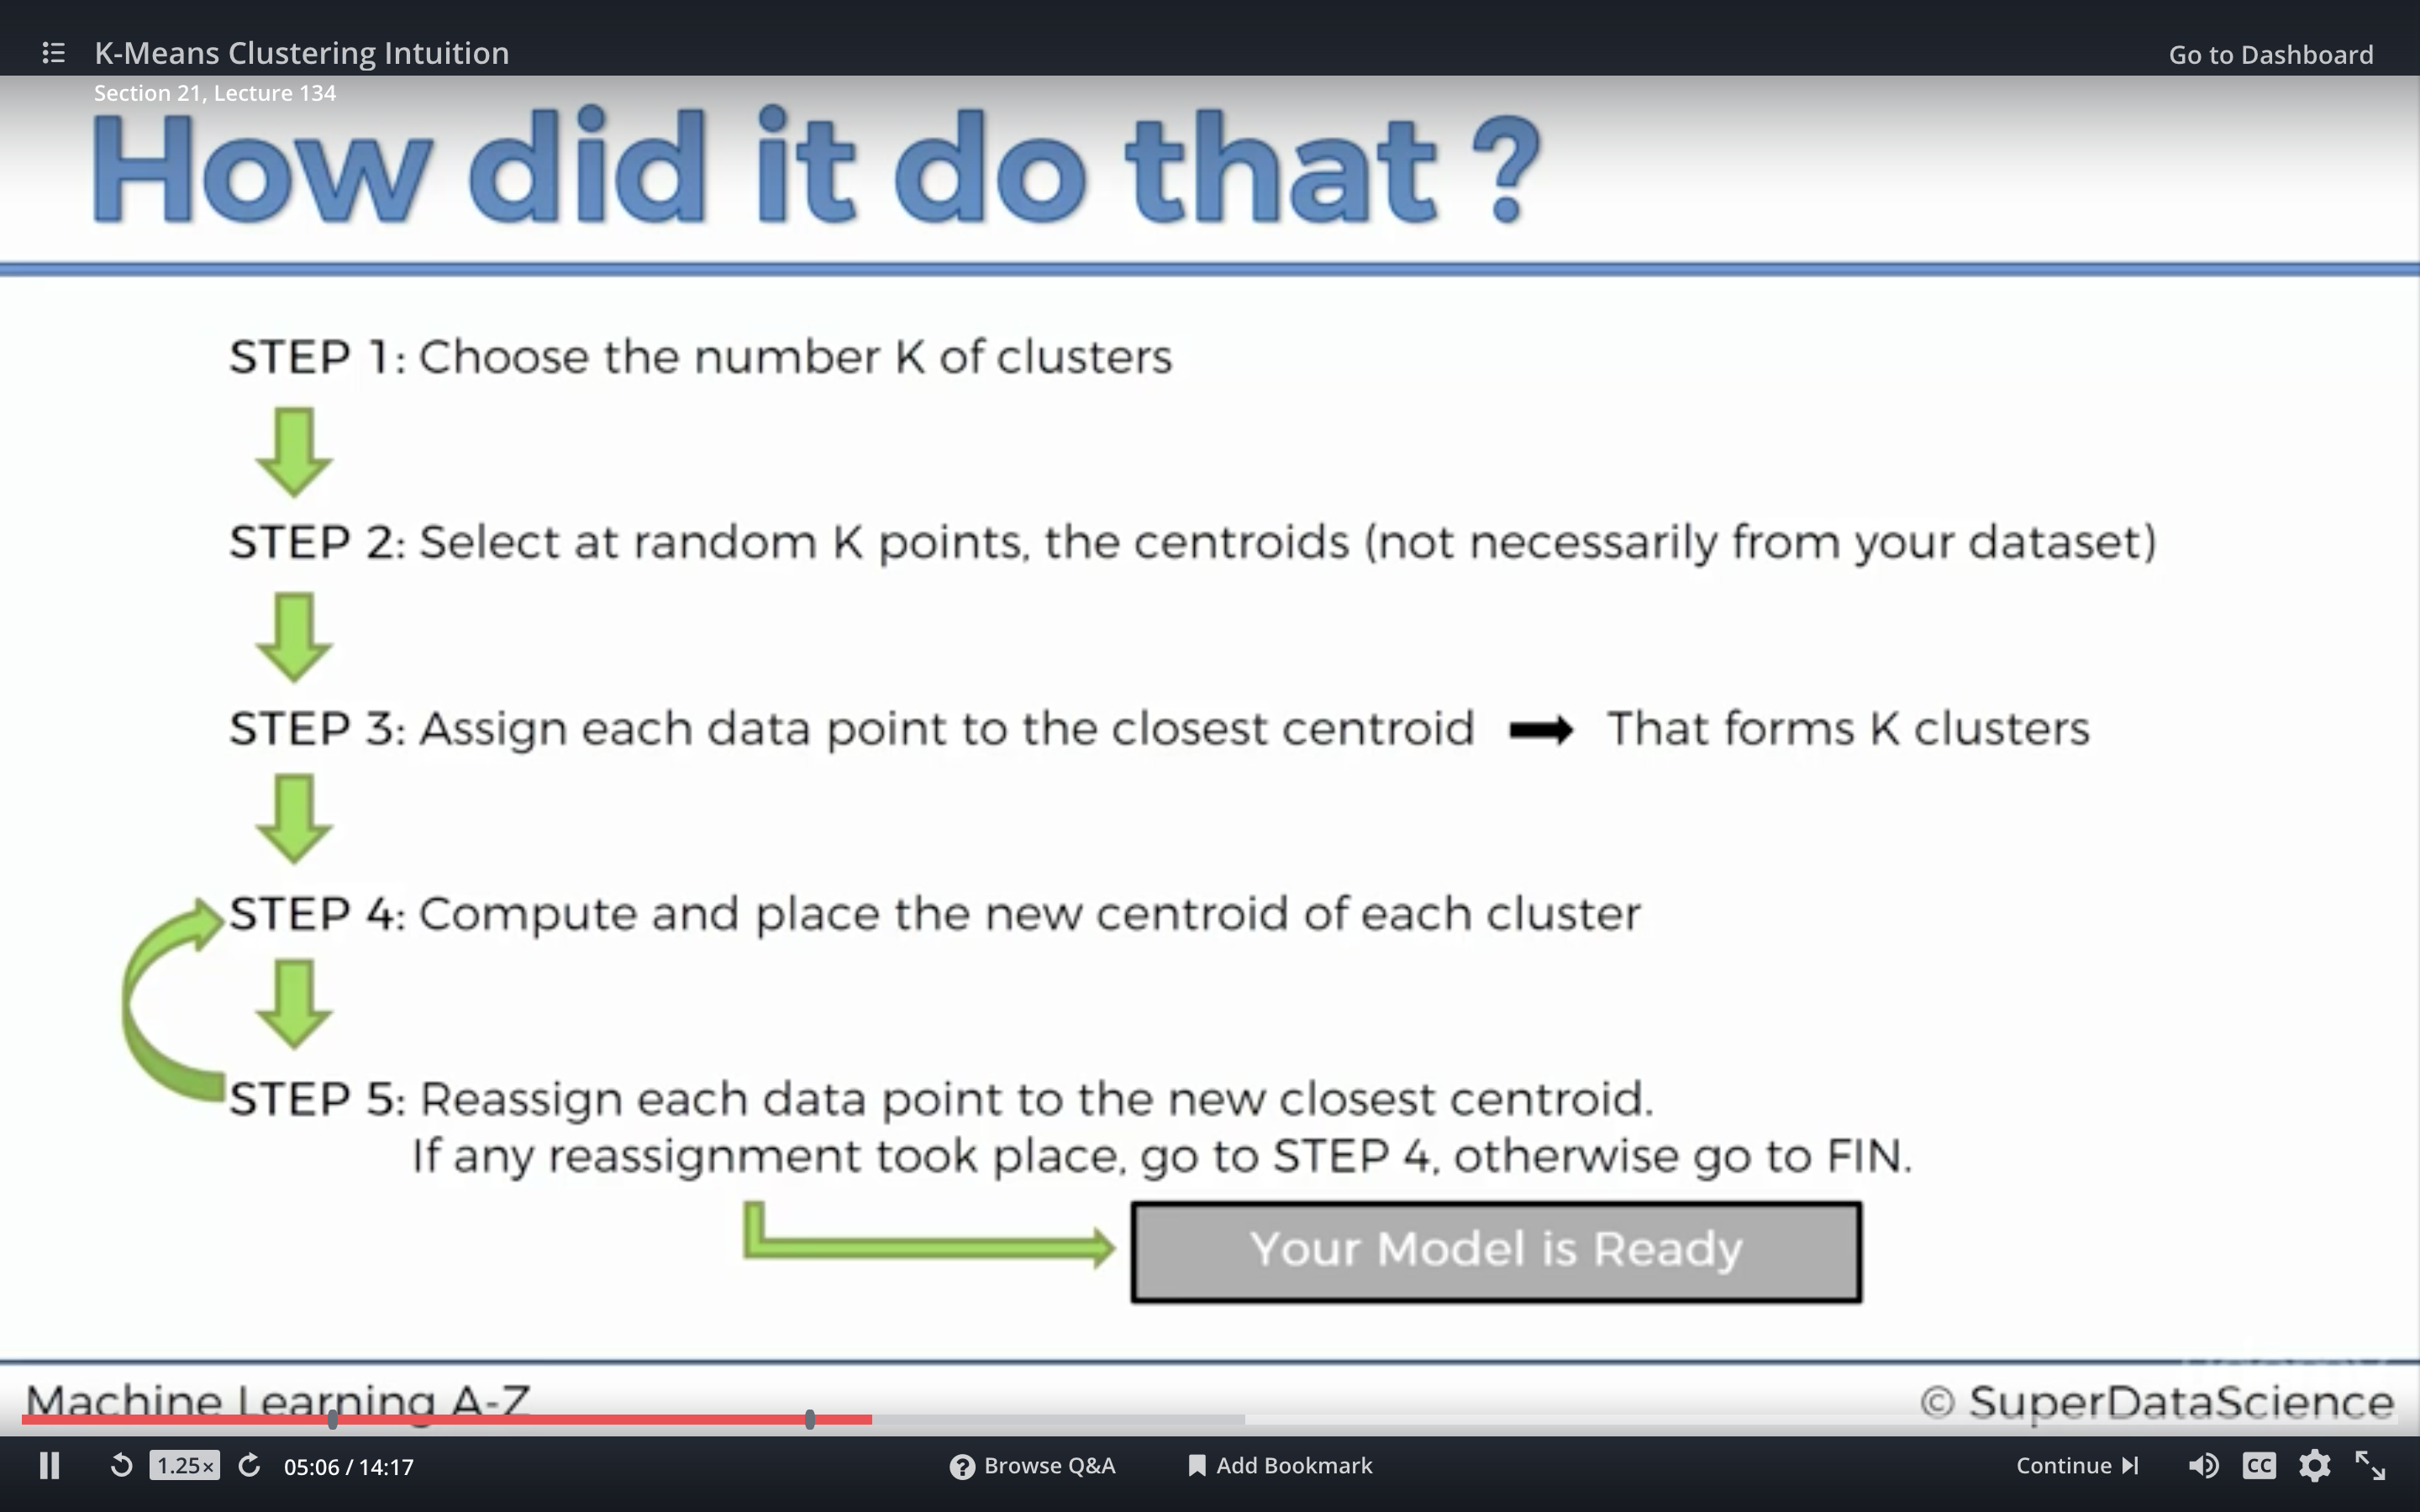 K-Means Clustering Intuition
Go to Dashboard
Section 21, Lecture 134
How did it do that ?
STEP 1: Choose the number K of clusters
STEP 2: Select at random K points, the centroids (not necessarily from your dataset)
STEP 3: Assign each data point to the closest centroid ➡ That forms K clusters
STEP 4: Compute and place the new centroid of each cluster
STEP 5: Reassign each data point to the new closest centroid.
If any reassignment took place, go to STEP 4, otherwise go to FIN.
Your Model is Ready
Machine Learning A-Z
© SuperDataScience
1.25×
05:06 / 14:17
? Browse Q&A
Add Bookmark
Continue
CC